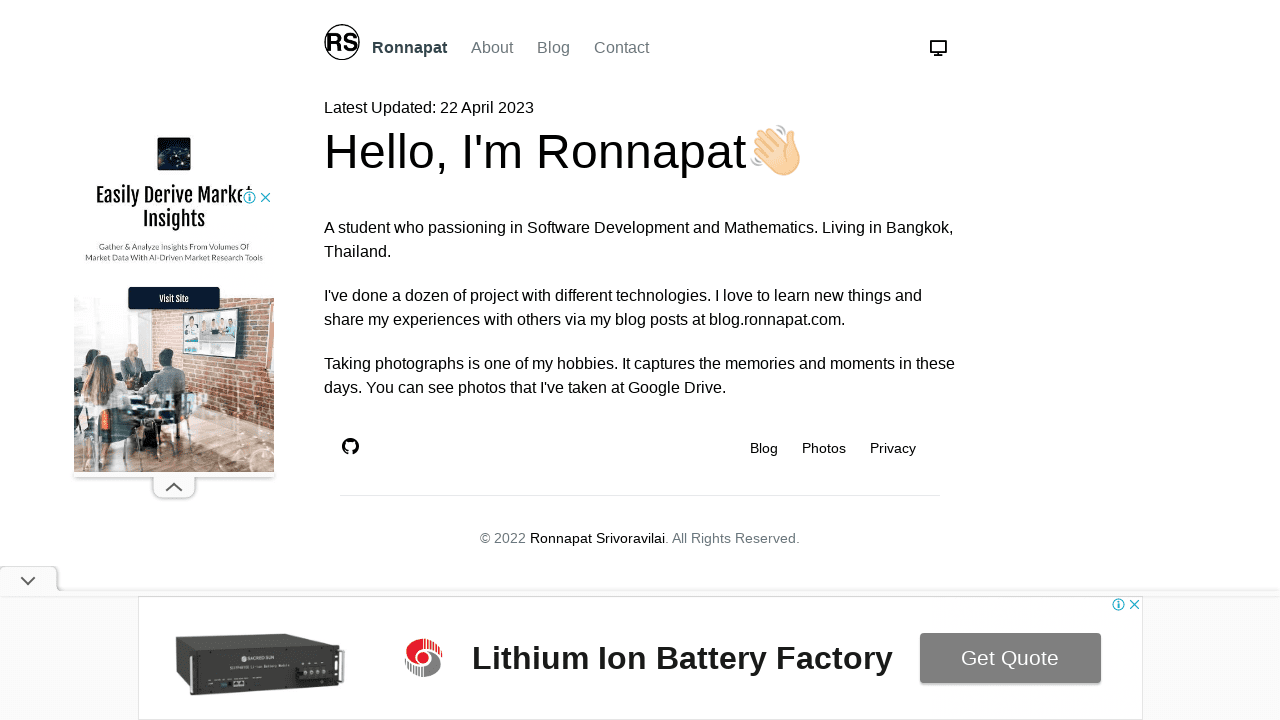 RS
Ronnapat About Blog Contact
Latest Updated: 22 April 2023
Hello, I'm Ronnapat
A student who passioning in Software Development and Mathematics. Living in Bangkok,
Thailand.
I've done a dozen of project with different technologies. I love to learn new things and
share my experiences with others via my blog posts at blog.ronnapat.com.
Taking photographs is one of my hobbies. It captures the memories and moments in these
days. You can see photos that I've taken at Google Drive.
Blog Photos Privacy
© 2022 Ronnapat Srivoravilai. All Rights Reserved.
Easily Derive Market
Insights
Gather & Analyze Insights From Volumes Of
Market Data With AI-Driven Market Research Tools
Visit Site
SACRED SUN
Lithium Ion Battery Factory
Get Quote